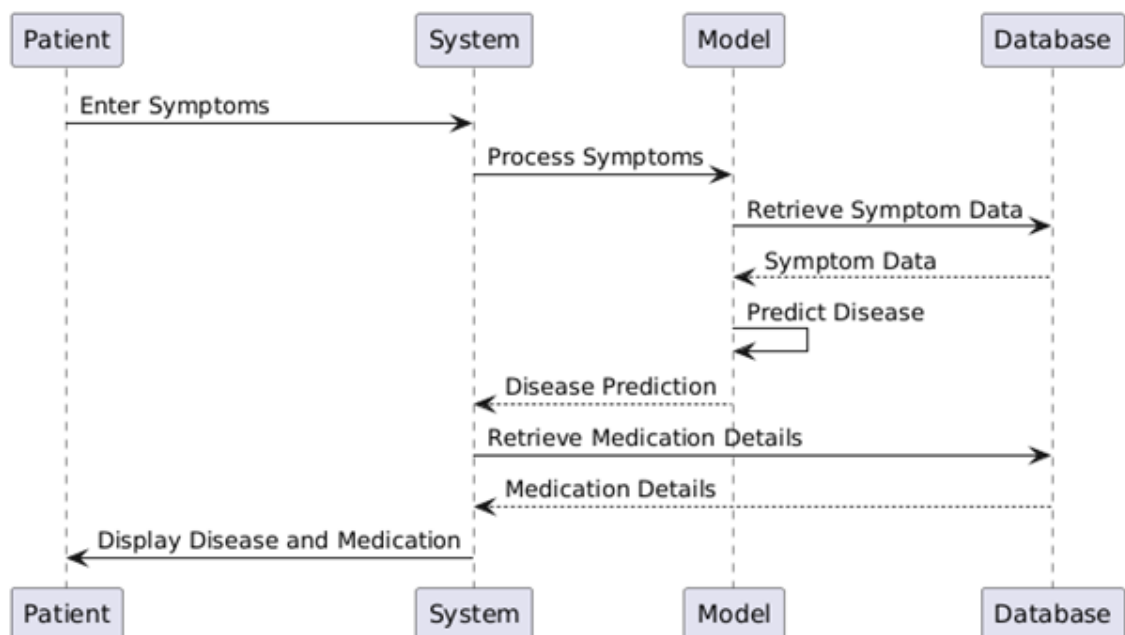 Patient System Model Database
Enter Symptoms
Process Symptoms
Retrieve Symptom Data
Symptom Data
Predict Disease
Disease Prediction
Retrieve Medication Details
Medication Details
Display Disease and Medication
Patient System Model Database